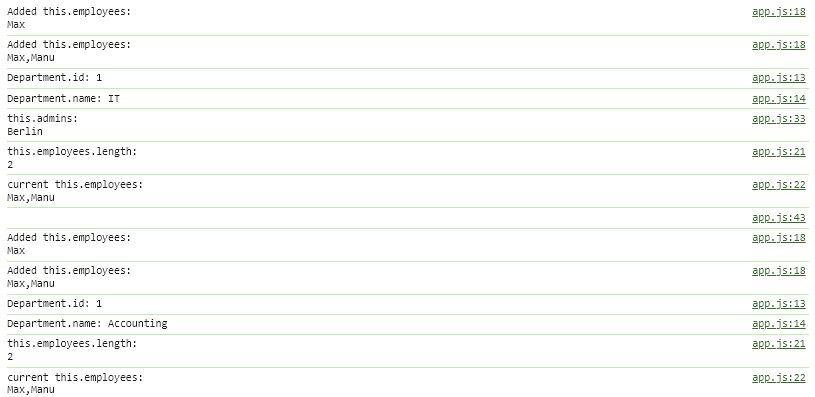 Added this.employees: app.js:18
Max
Added this.employees: app.js:18
Max,Manu
Department.id: 1 app.js:13
Department.name: IT app.js:14
this.admins: app.js:33
Berlin
this.employees.length: app.js:21
2
current this.employees: app.js:22
Max,Manu
app.js:43
Added this.employees: app.js:18
Max
Added this.employees: app.js:18
Max,Manu
Department.id: 1 app.js:13
Department.name: Accounting app.js:14
this.employees.length: app.js:21
2
current this.employees: app.js:22
Max,Manu